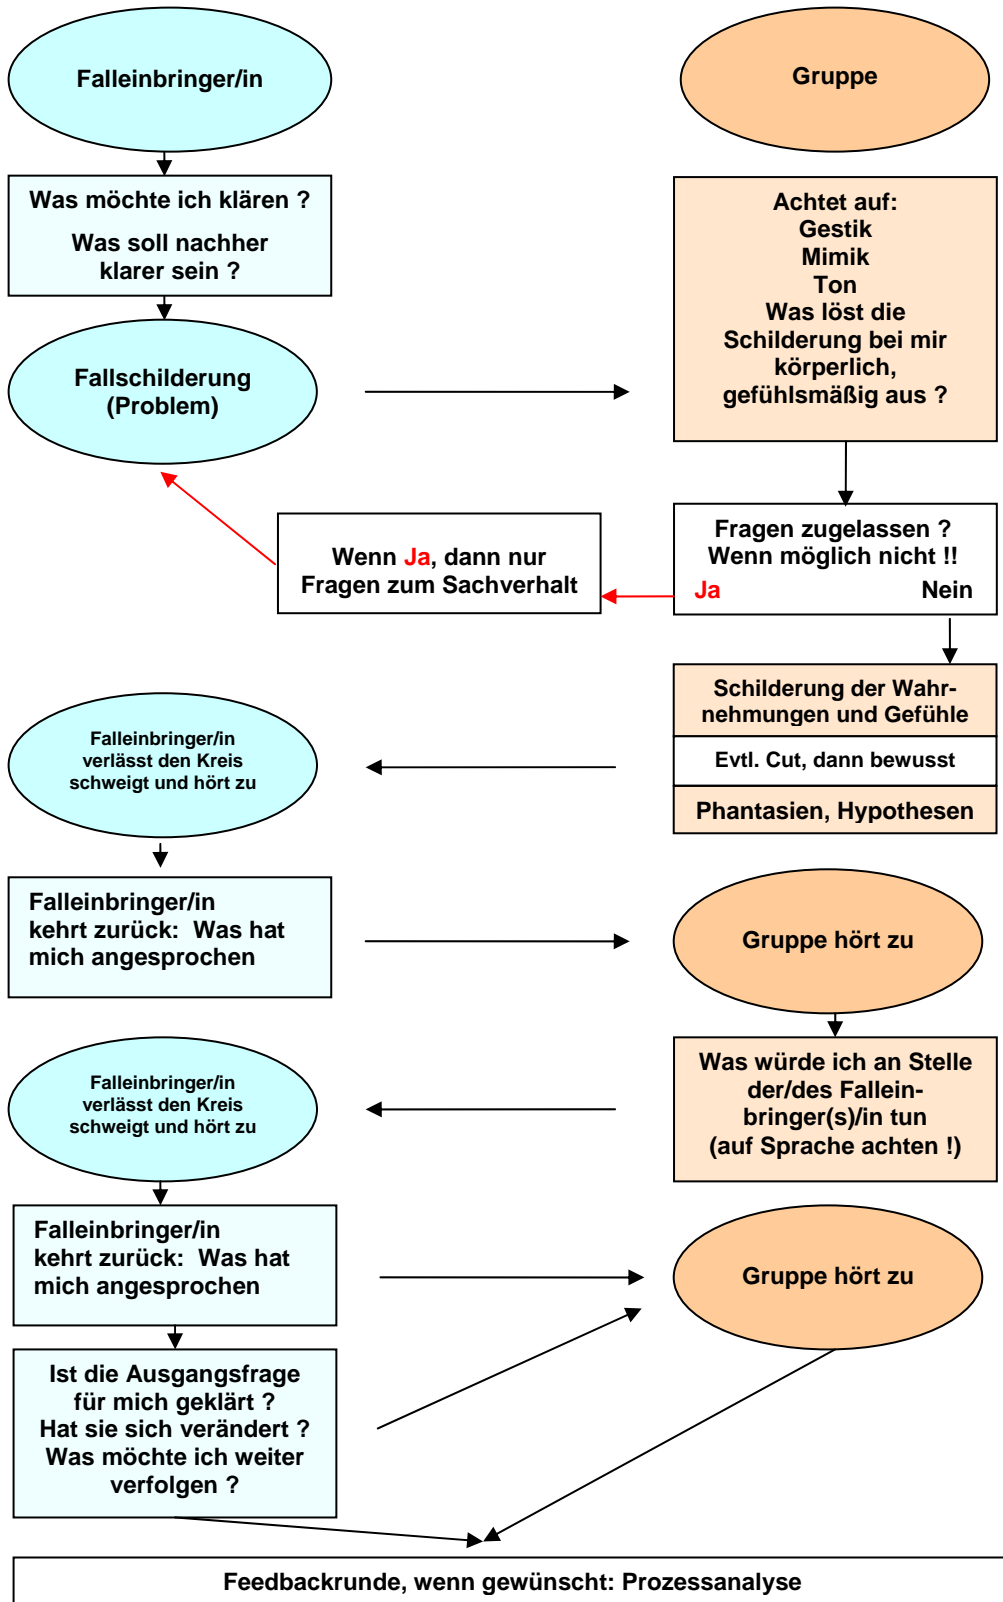 Falleinbringer/in
Gruppe
Was möchte ich klären ?
Was soll nachher
klarer sein ?
Achtet auf:
Gestik
Mimik
Ton
Was löst die
Schilderung bei mir
körperlich,
gefühlsmäßig aus ?
Fallschilderung
(Problem)
Fragen zugelassen ?
Wenn möglich nicht !!
Ja Nein
Wenn Ja, dann nur
Fragen zum Sachverhalt
Schilderung der Wahr-
nehmungen und Gefühle
Evtl. Cut, dann bewusst
Phantasien, Hypothesen
Falleinbringer/in
verlässt den Kreis
schweigt und hört zu
Falleinbringer/in
kehrt zurück: Was hat
mich angesprochen
Gruppe hört zu
Was würde ich an Stelle
der/des Fallein-
bringer(s)/in tun
(auf Sprache achten !)
Falleinbringer/in
verlässt den Kreis
schweigt und hört zu
Falleinbringer/in
kehrt zurück: Was hat
mich angesprochen
Gruppe hört zu
Ist die Ausgangsfrage
für mich geklärt ?
Hat sie sich verändert ?
Was möchte ich weiter
verfolgen ?
Feedbackrunde, wenn gewünscht: Prozessanalyse